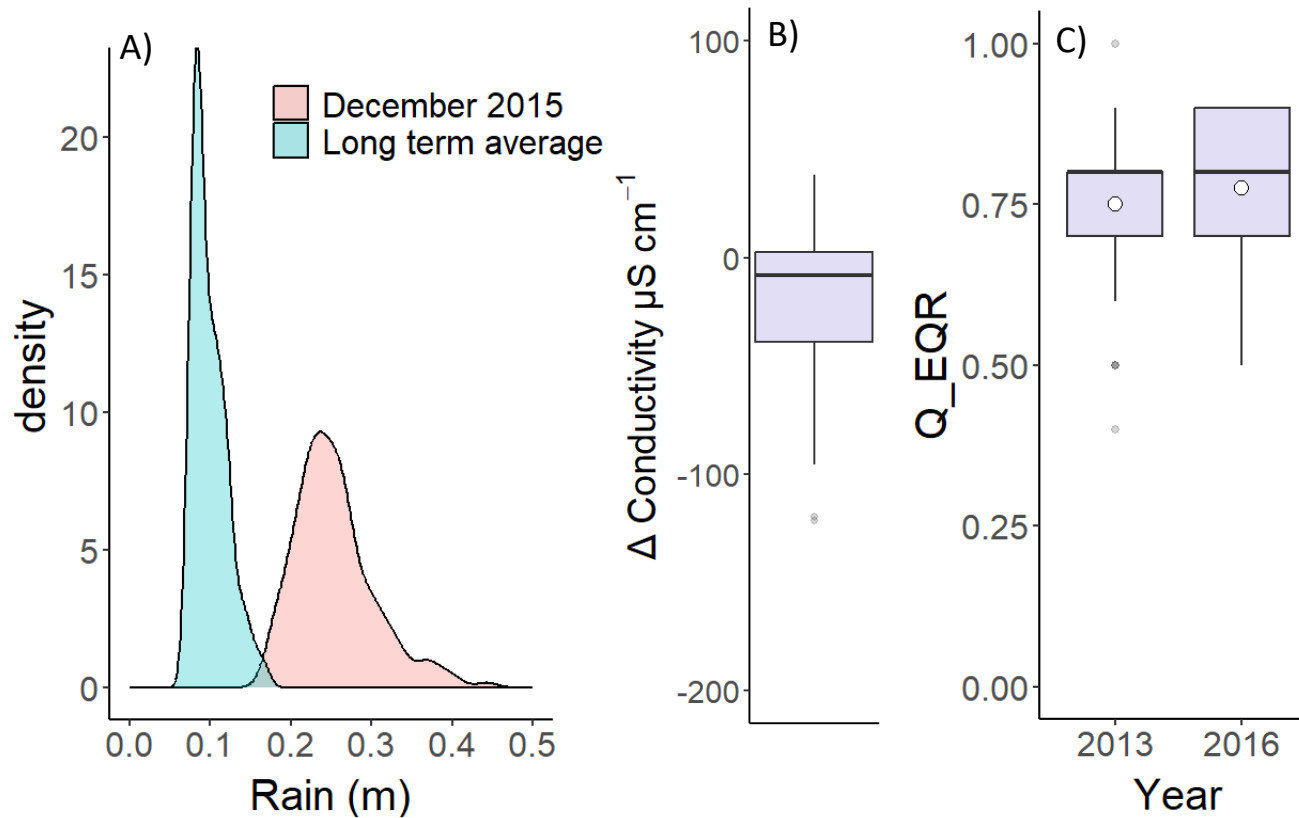 A)
December 2015
Long term average
density
20
15
10
5
0
0.0 0.1 0.2 0.3 0.4 0.5
Rain (m)
B)
Δ Conductivity µS cm⁻¹
100
0
-100
-200
C)
Q_EQR
1.00
0.75
0.50
0.25
0.00
2013 2016
Year